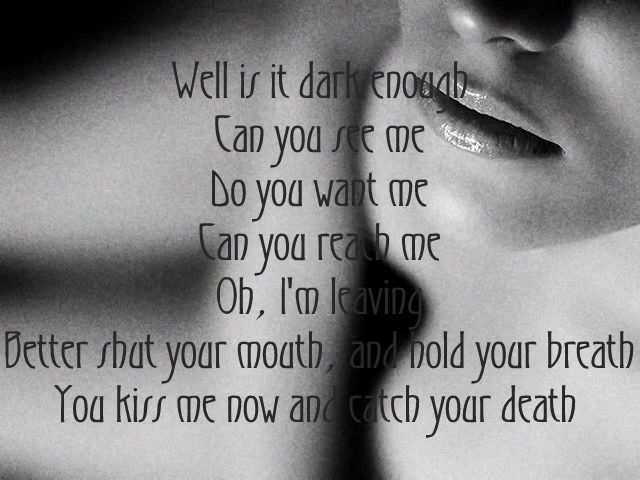 Well is it dark enough
Can you see me
Do you want me
Can you reach me
Oh, I'm leaving
Better shut your mouth, and hold your breath
You kiss me now and catch your death